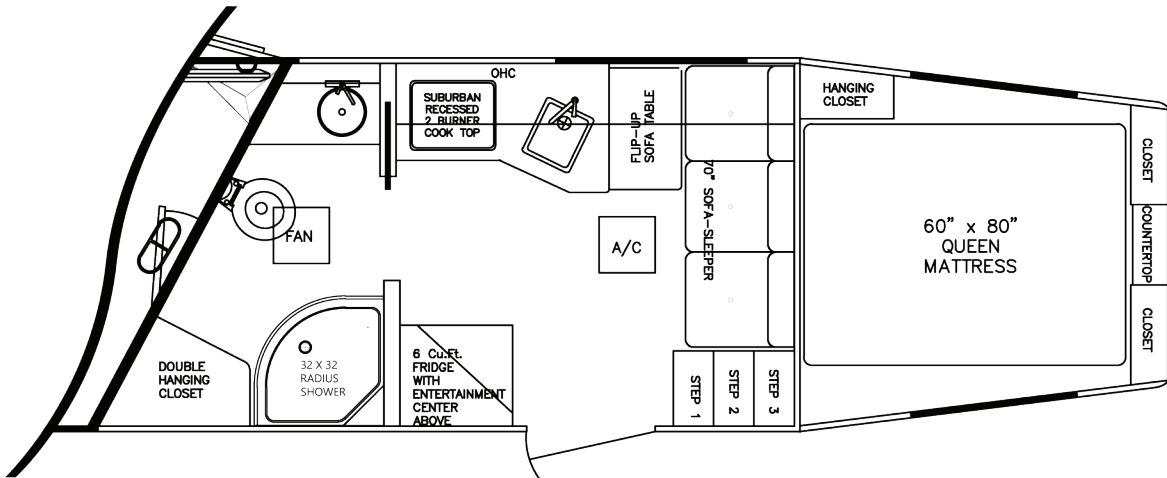 OHC
SUBURBAN
RECESSED
2 BURNER
COOK TOP
FLIP-UP
SOFA TABLE
70" SOFA-SLEEPER
HANGING
CLOSET
CLOSET
COUNTERTOP
CLOSET
60" x 80"
QUEEN
MATTRESS
FAN
A/C
DOUBLE
HANGING
CLOSET
32 X 32
RADIUS
SHOWER
6 Cu.Ft.
FRIDGE
WITH
ENTERTAINMENT
CENTER
ABOVE
STEP 1
STEP 2
STEP 3